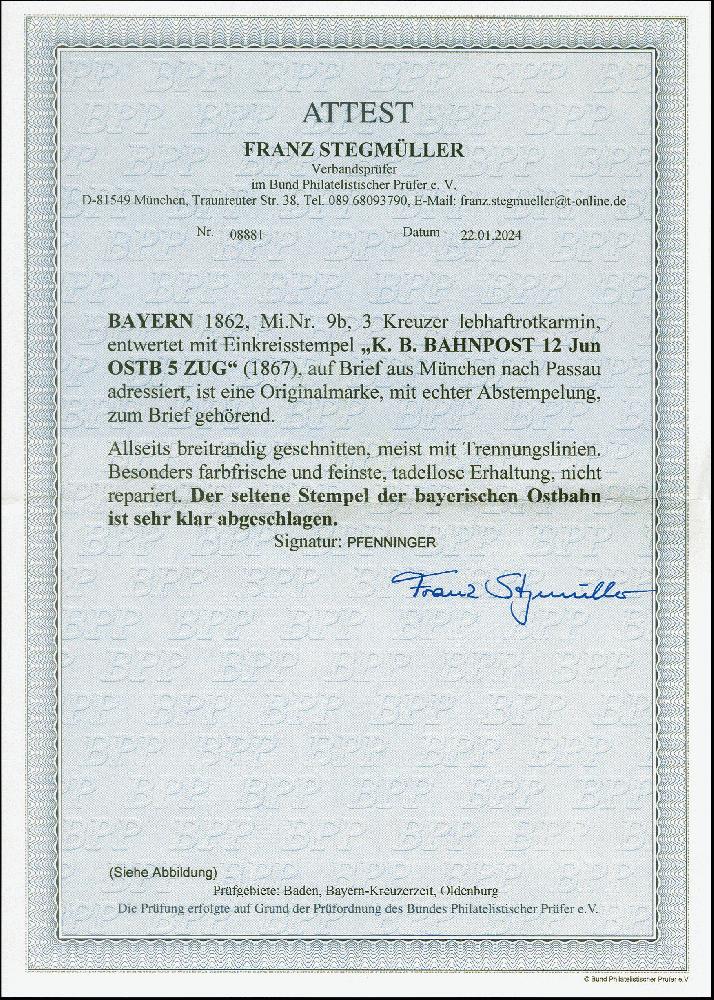 ATTEST
FRANZ STEGMÜLLER
Verbandsprüfer
im Bund Philatelistischer Prüfer e. V.
D-81549 München, Traunreuter Str. 38, Tel. 089 68093790, E-Mail: franz.stegmueller@t-online.de
Nr. 08881 Datum 22.01.2024
BAYERN 1862, Mi.Nr. 9b, 3 Kreuzer lebhaftrotkarmin,
entwertet mit Einkreisstempel „K. B. BAHNPOST 12 Jun
OSTB 5 ZUG“ (1867), auf Brief aus München nach Passau
adressiert, ist eine Originalmarke, mit echter Abstempelung,
zum Brief gehörend.
Allseits breitrandig geschnitten, meist mit Trennungslinien.
Besonders farbfrische und feinste, tadellose Erhaltung, nicht
repariert. Der seltene Stempel der bayerischen Ostbahn
ist sehr klar abgeschlagen.
Signatur: PFENNINGER
Franz Stegmüller
(Siehe Abbildung)
Prüfgebiete: Baden, Bayern-Kreuzerzeit, Oldenburg
Die Prüfung erfolgte auf Grund der Prüfordnung des Bundes Philatelistischer Prüfer e.V.
© Bund Philatelistischer Prüfer e.V.